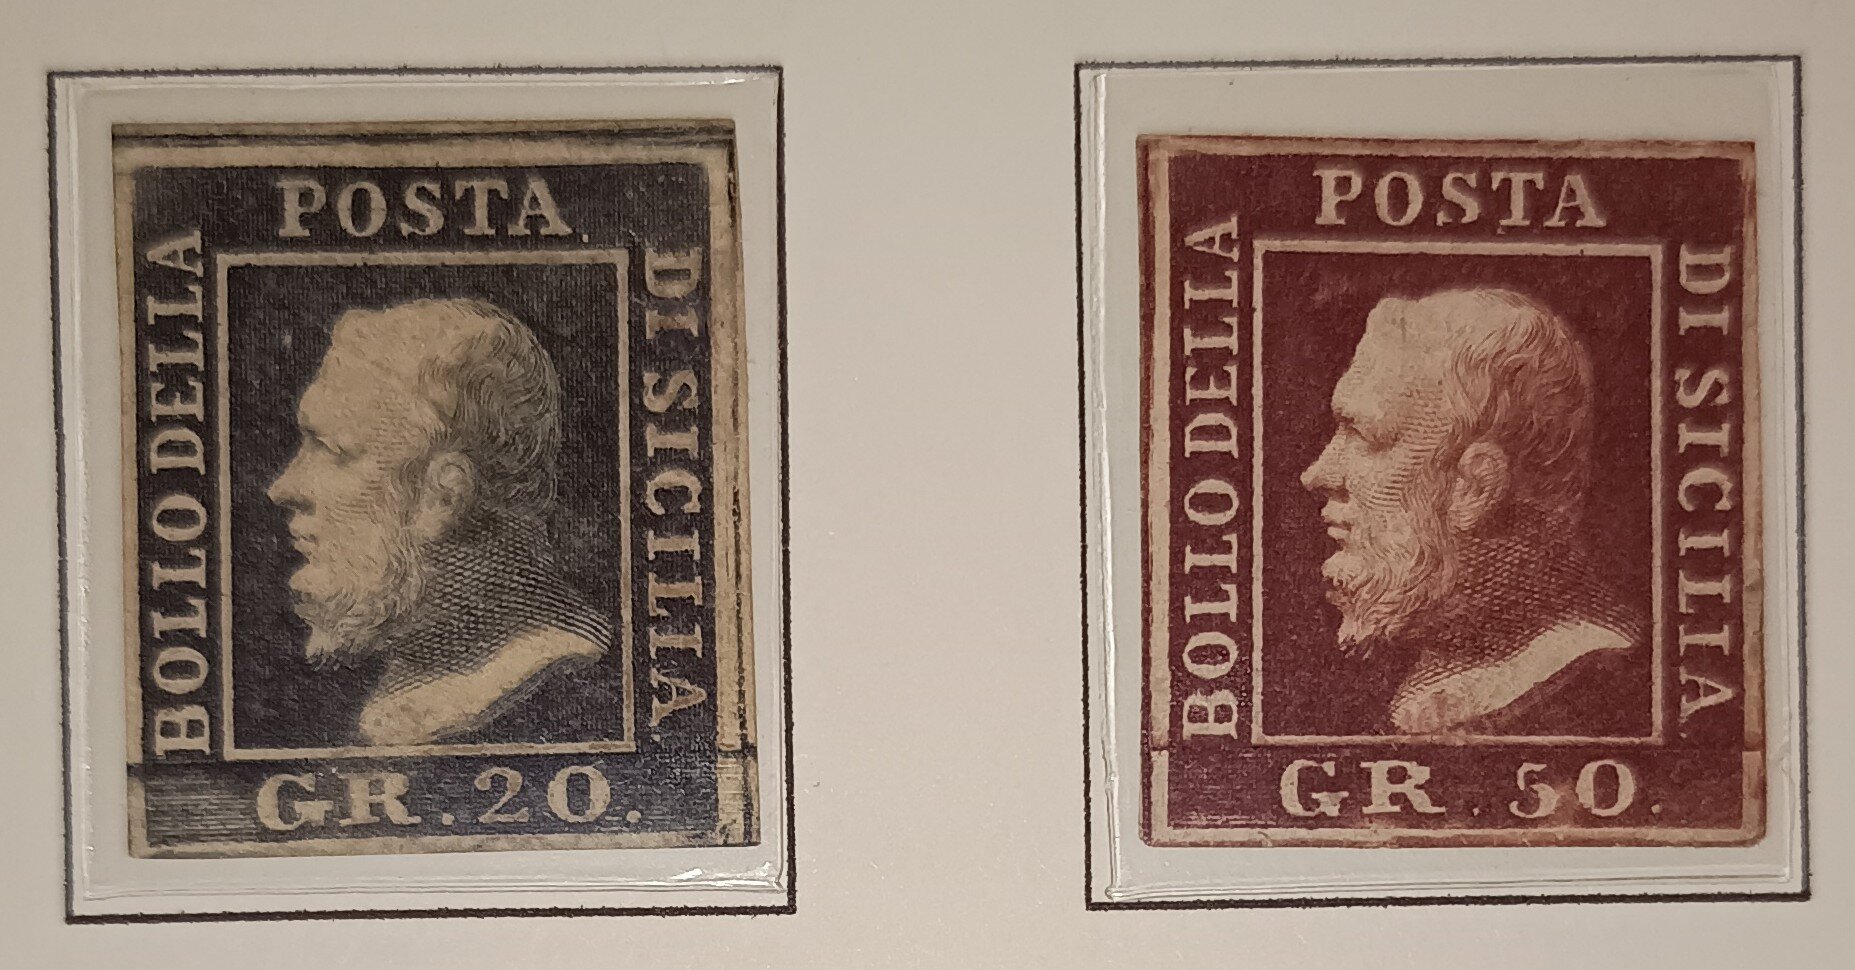 POSTA.
BOLLO DELLA
DI SICILIA.
GR.20.
POSTA
BOLLO DELLA
DI SICILIA.
GR.50.